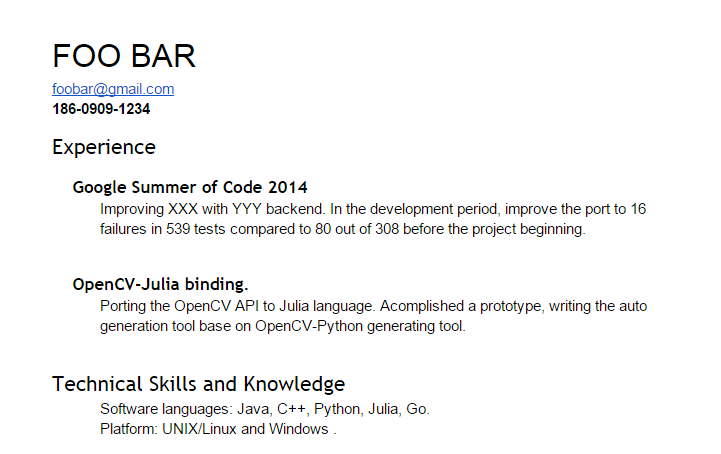 FOO BAR
foobar@gmail.com
186-0909-1234
Experience
Google Summer of Code 2014
Improving XXX with YYY backend. In the development period, improve the port to 16
failures in 539 tests compared to 80 out of 308 before the project beginning.
OpenCV-Julia binding.
Porting the OpenCV API to Julia language. Acomplished a prototype, writing the auto
generation tool base on OpenCV-Python generating tool.
Technical Skills and Knowledge
Software languages: Java, C++, Python, Julia, Go.
Platform: UNIX/Linux and Windows .